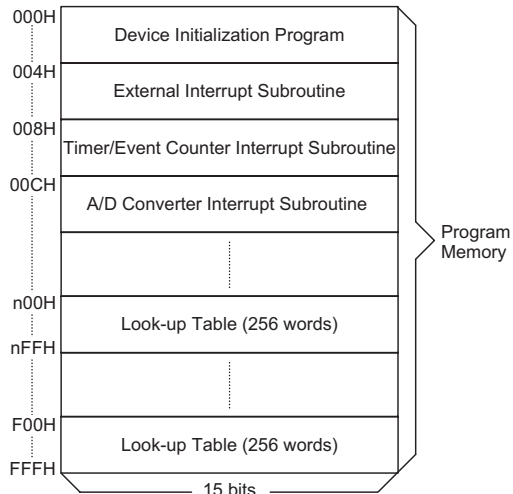 000H
Device Initialization Program
004H
External Interrupt Subroutine
008H
Timer/Event Counter Interrupt Subroutine
00CH
A/D Converter Interrupt Subroutine
Program
Memory
n00H
Look-up Table (256 words)
nFFH
F00H
Look-up Table (256 words)
FFFH
15 bits